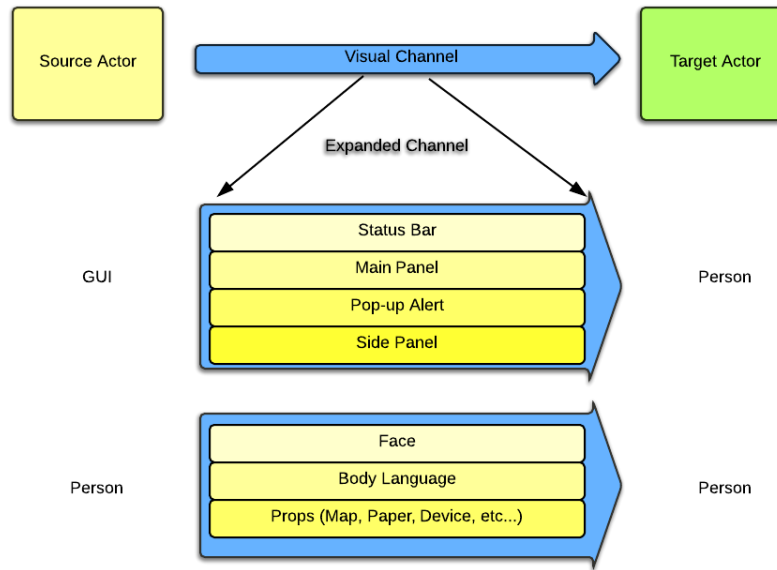 Source Actor
Visual Channel
Target Actor
Expanded Channel
Status Bar
Main Panel
GUI
Person
Pop-up Alert
Side Panel
Face
Body Language
Person
Person
Props (Map, Paper, Device, etc...)